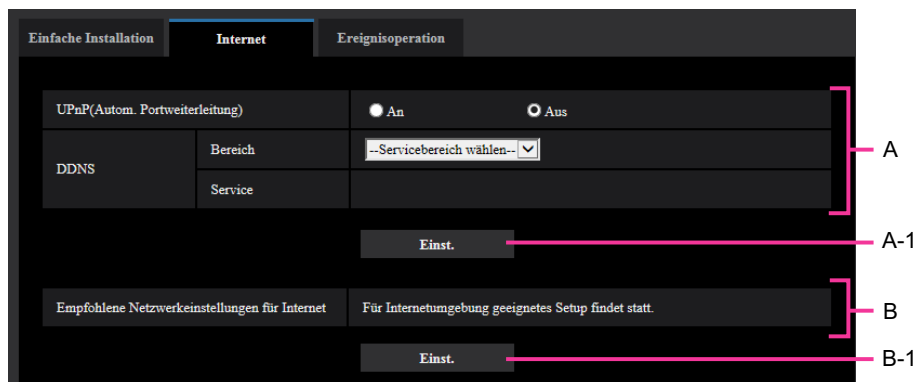 Einfache Installation Internet Ereignisoperation
UPnP(Autom. Portweiterleitung) An Aus
A
DDNS
Bereich --Servicebereich wählen--
Service
Einst. A-1
Empfohlene Netzwerkeinstellungen für Internet Für Internetumgebung geeignetes Setup findet statt. B
Einst. B-1